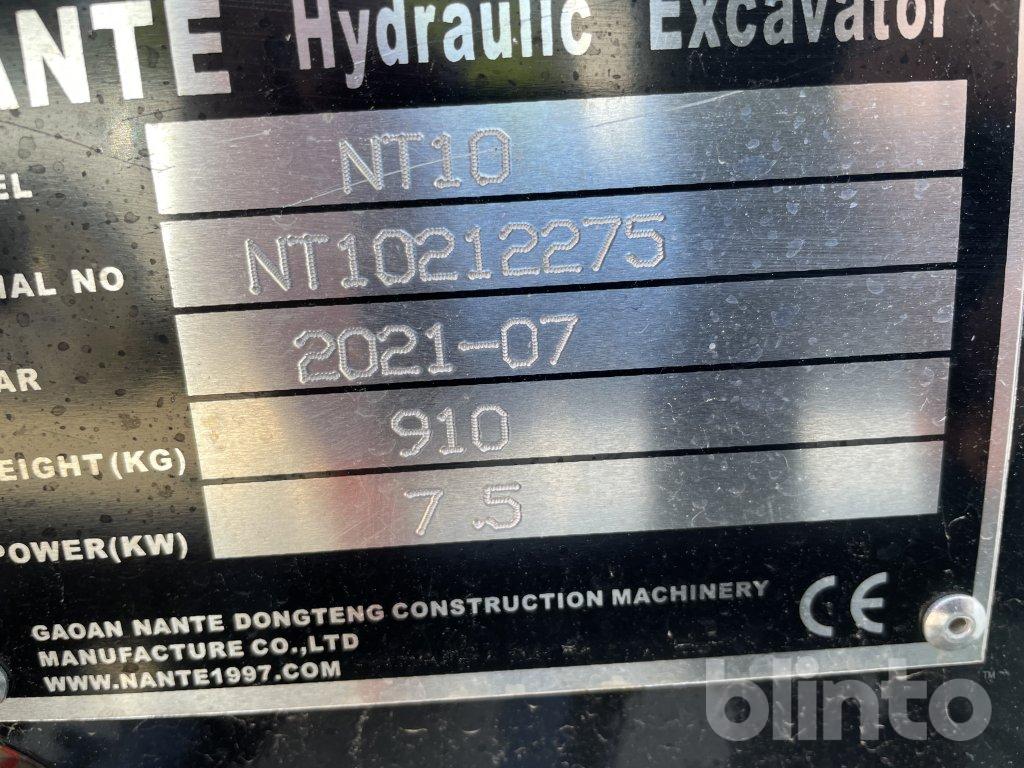 ANTE Hydraulic Excavator
EL NT10
IAL NO NT10212275
AR 2021-07
EIGHT(KG) 910
POWER(KW) 7.5
GAOAN NANTE DONGTENG CONSTRUCTION MACHINERY
MANUFACTURE CO.,LTD
WWW.NANTE1997.COM
CE
blinto™